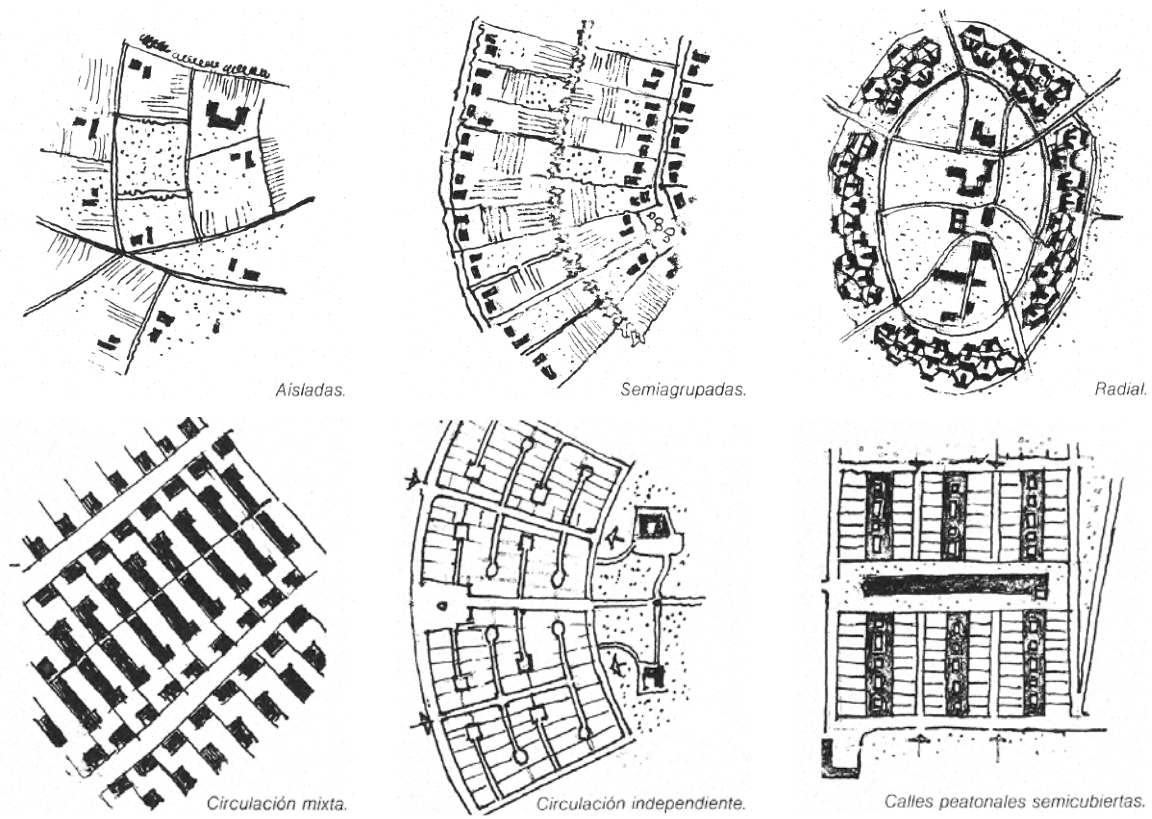 Aisladas.
Semiagrupadas.
Radial.
Circulación mixta.
Circulación independiente.
Calles peatonales semicubiertas.